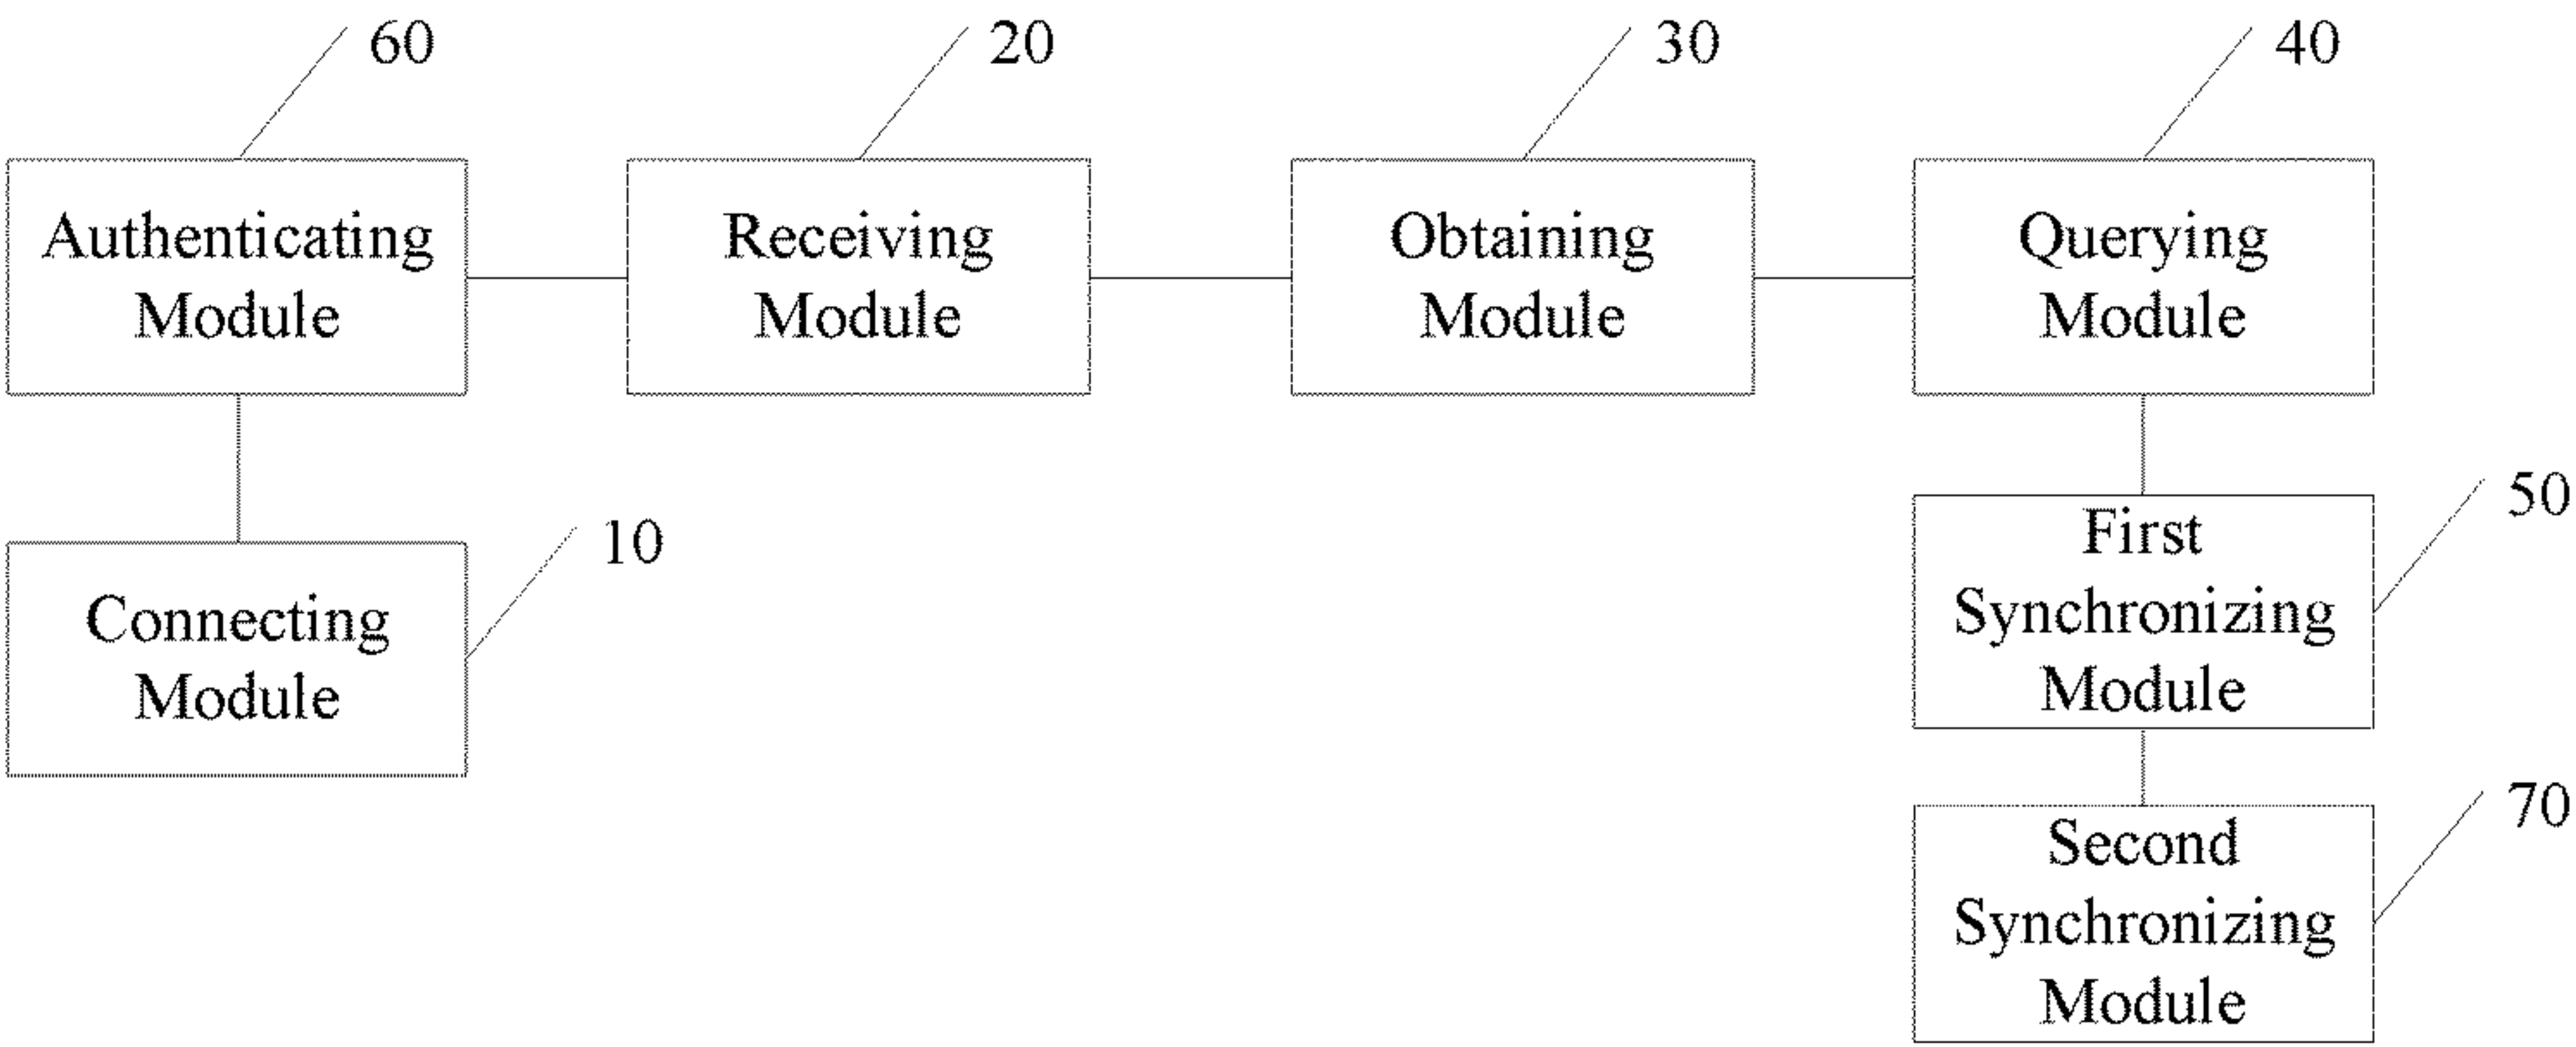 60
20
30
40
Authenticating
Module
Receiving
Module
Obtaining
Module
Querying
Module
10
Connecting
Module
50
First
Synchronizing
Module
70
Second
Synchronizing
Module